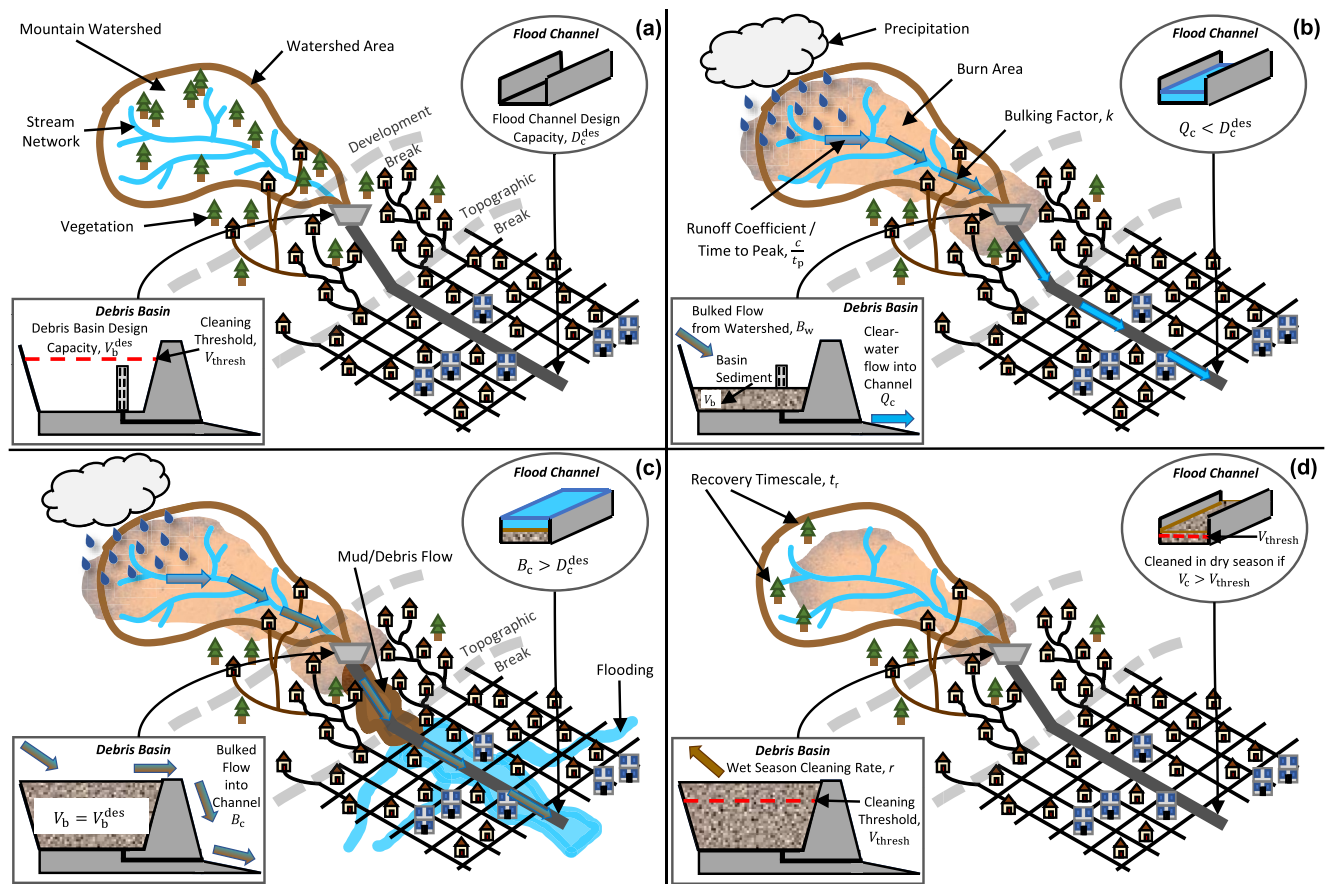 (a)
Mountain Watershed
Watershed Area
Stream
Network
Vegetation
Development
Break
Topographic
Break
Flood Channel
Flood Channel Design
Capacity, D_c^des
Debris Basin
Debris Basin Design
Capacity, V_b^des
Cleaning
Threshold,
V_thresh
(b)
Precipitation
Burn Area
Bulking Factor, k
Runoff Coefficient /
Time to Peak, c/t_p
Flood Channel
Q_c < D_c^des
Debris Basin
Bulked Flow
from Watershed, B_w
Basin
Sediment
V_b
Clear-
water
flow into
Channel
Q_c
(c)
Mud/Debris Flow
Topographic
Break
Flooding
Flood Channel
B_c > D_c^des
Debris Basin
V_b = V_b^des
Bulked
Flow
into
Channel
B_c
(d)
Recovery Timescale, t_r
Flood Channel
V_thresh
Cleaned in dry season if
V_c > V_thresh
Debris Basin
Wet Season Cleaning Rate, r
Cleaning
Threshold,
V_thresh